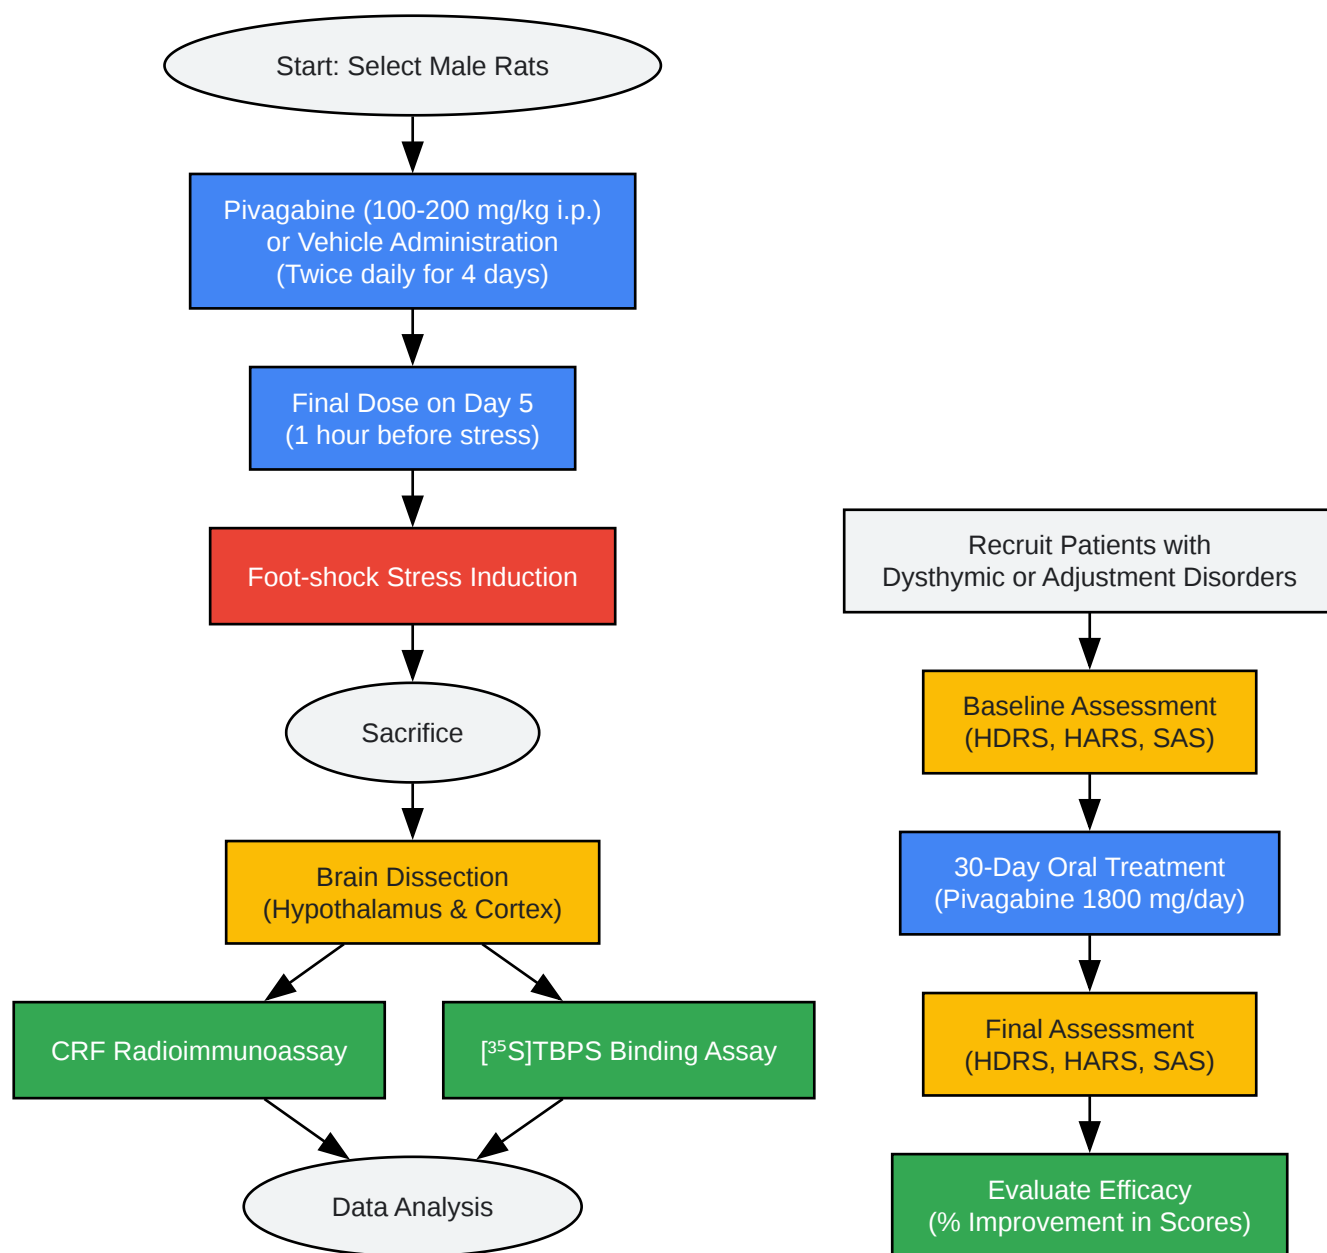 Start: Select Male Rats
Pivagabine (100-200 mg/kg i.p.)
or Vehicle Administration
(Twice daily for 4 days)
Final Dose on Day 5
(1 hour before stress)
Foot-shock Stress Induction
Sacrifice
Brain Dissection
(Hypothalamus & Cortex)
CRF Radioimmunoassay
[³⁵S]TBPS Binding Assay
Data Analysis
Recruit Patients with
Dysthymic or Adjustment Disorders
Baseline Assessment
(HDRS, HARS, SAS)
30-Day Oral Treatment
(Pivagabine 1800 mg/day)
Final Assessment
(HDRS, HARS, SAS)
Evaluate Efficacy
(% Improvement in Scores)